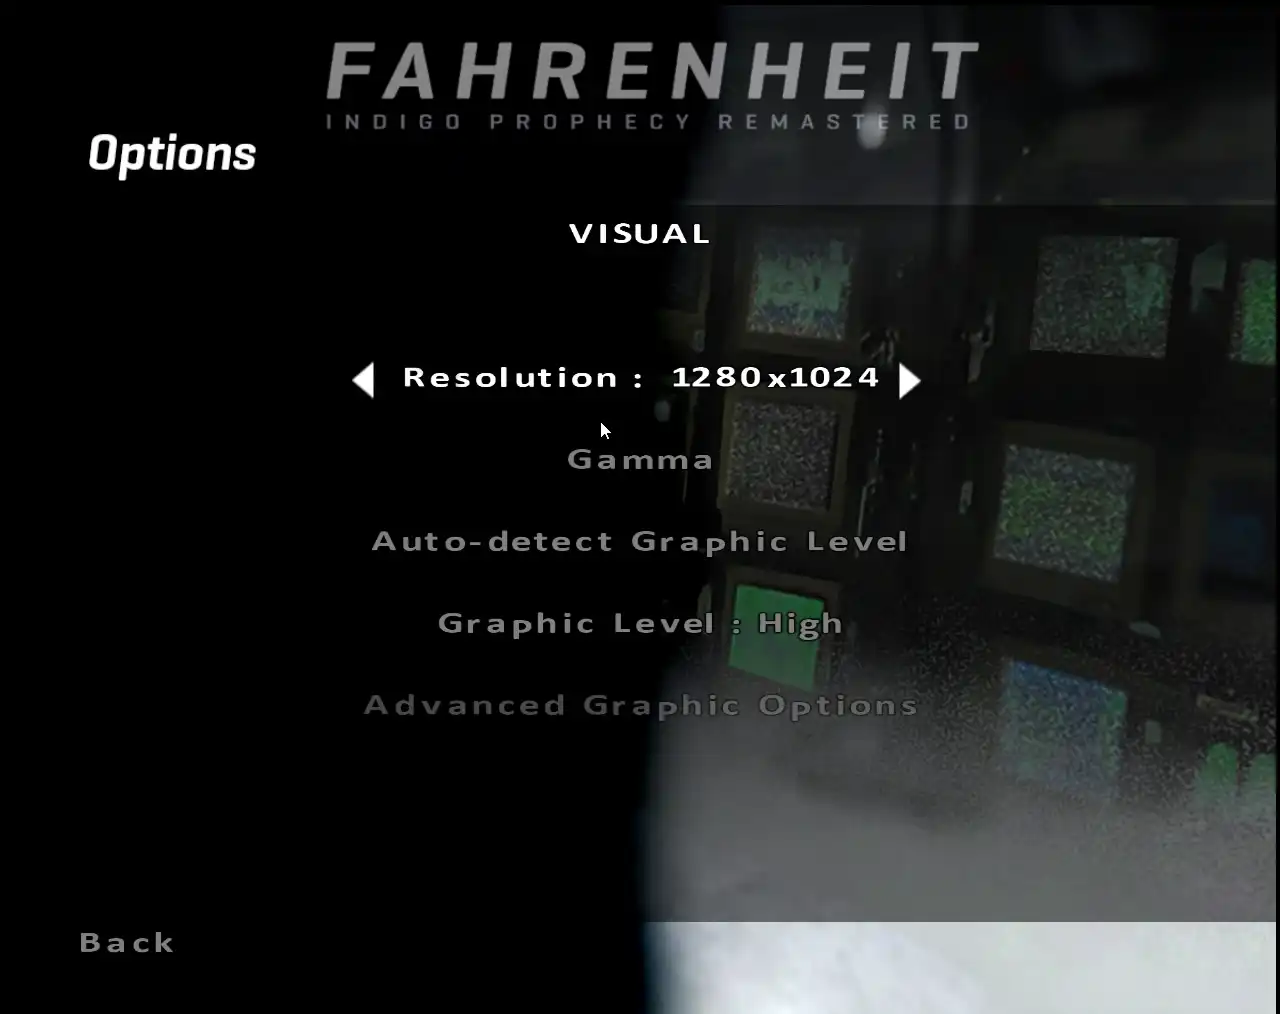 FAHRENHEIT
INDIGO PROPHECY REMASTERED
Options
VISUAL
Resolution : 1280x1024
Gamma
Auto-detect Graphic Level
Graphic Level : High
Advanced Graphic Options
Back